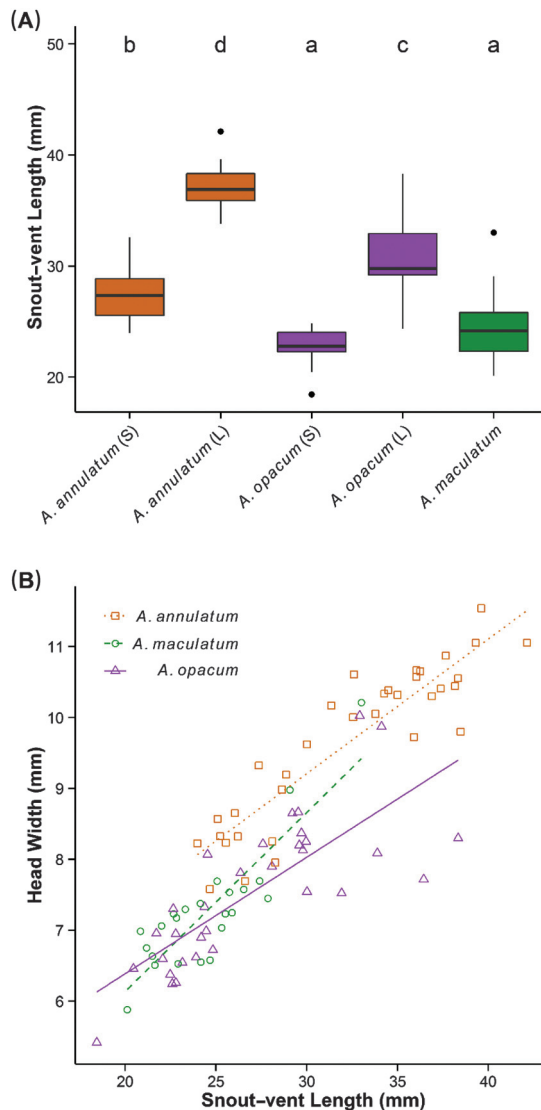 (A)
b d a c a
50
40
30
20
Snout–vent Length (mm)
A. annulatum (S)
A. annulatum (L)
A. opacum (S)
A. opacum (L)
A. maculatum
(B)
A. annulatum
A. maculatum
A. opacum
11
10
9
8
7
6
Head Width (mm)
20 25 30 35 40
Snout–vent Length (mm)